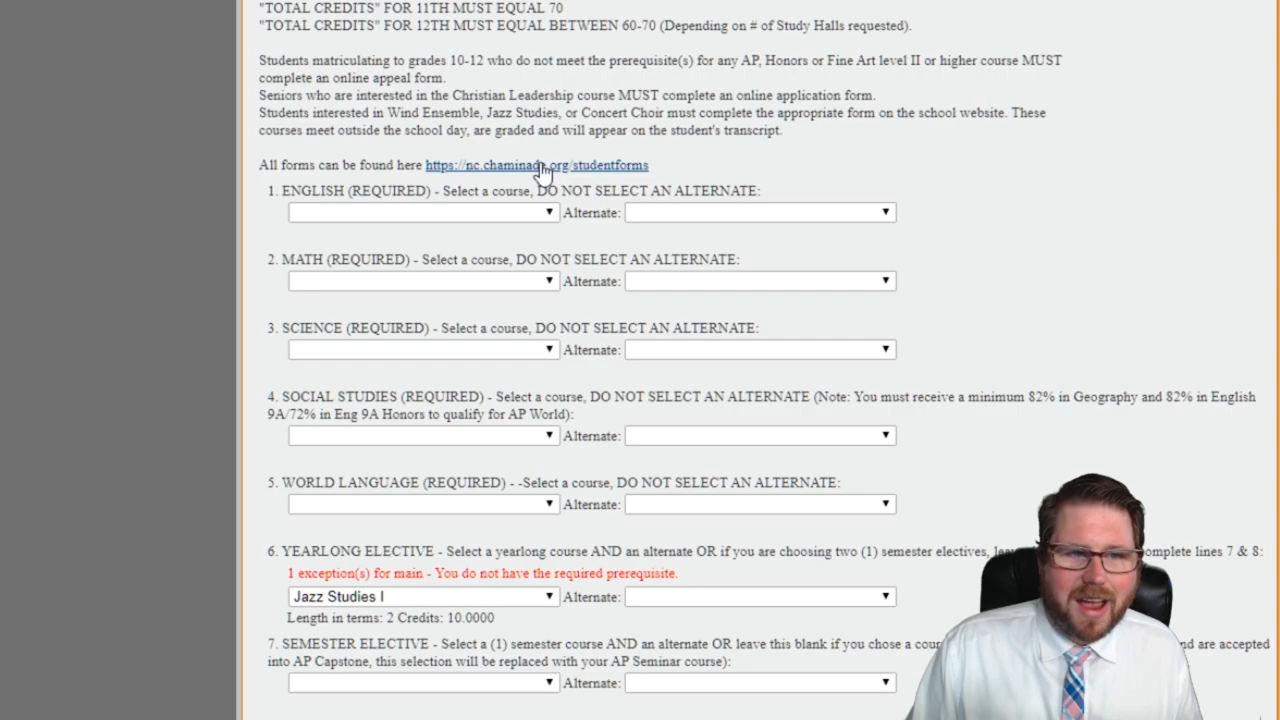 "TOTAL CREDITS" FOR 11TH MUST EQUAL 70
"TOTAL CREDITS" FOR 12TH MUST EQUAL BETWEEN 60-70 (Depending on # of Study Halls requested).
Students matriculating to grades 10-12 who do not meet the prerequisite(s) for any AP, Honors or Fine Art level II or higher course MUST
complete an online appeal form.
Seniors who are interested in the Christian Leadership course MUST complete an online application form.
Students interested in Wind Ensemble, Jazz Studies, or Concert Choir must complete the appropriate form on the school website. These
courses meet outside the school day, are graded and will appear on the student's transcript.
All forms can be found here https://nc.chaminade.org/studentforms
1. ENGLISH (REQUIRED) - Select a course, DO NOT SELECT AN ALTERNATE:
Alternate:
2. MATH (REQUIRED) - Select a course, DO NOT SELECT AN ALTERNATE:
Alternate:
3. SCIENCE (REQUIRED) - Select a course, DO NOT SELECT AN ALTERNATE:
Alternate:
4. SOCIAL STUDIES (REQUIRED) - Select a course, DO NOT SELECT AN ALTERNATE (Note: You must receive a minimum 82% in Geography and 82% in English
9A/72% in Eng 9A Honors to qualify for AP World):
Alternate:
5. WORLD LANGUAGE (REQUIRED) - -Select a course, DO NOT SELECT AN ALTERNATE:
Alternate:
6. YEARLONG ELECTIVE - Select a yearlong course AND an alternate OR if you are choosing two (1) semester electives, omplete lines 7 & 8:
1 exception(s) for main - You do not have the required prerequisite.
Jazz Studies I Alternate:
Length in terms: 2 Credits: 10.0000
7. SEMESTER ELECTIVE - Select a (1) semester course AND an alternate OR leave this blank if you chose a cour nd are accepted
into AP Capstone, this selection will be replaced with your AP Seminar course):
Alternate: